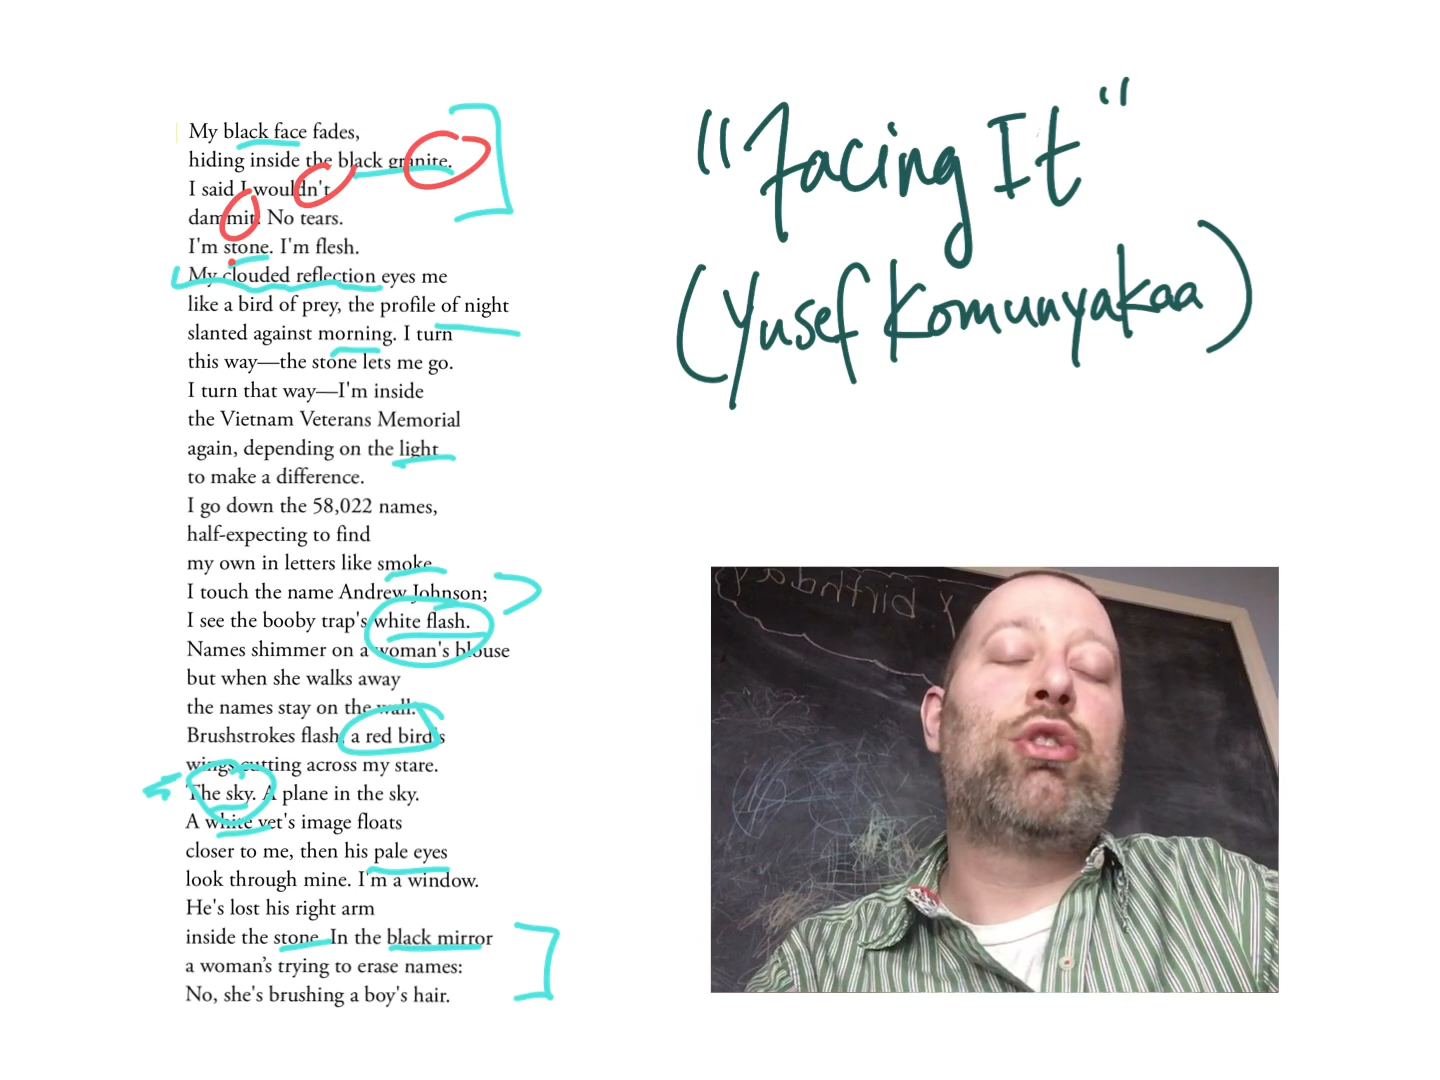 My black face fades,
hiding inside the black granite.
I said I wouldn't
dammit: No tears.
I'm stone. I'm flesh.
My clouded reflection eyes me
like a bird of prey, the profile of night
slanted against morning. I turn
this way—the stone lets me go.
I turn that way—I'm inside
the Vietnam Veterans Memorial
again, depending on the light
to make a difference.
I go down the 58,022 names,
half-expecting to find
my own in letters like smoke.
I touch the name Andrew Johnson;
I see the booby trap's white flash.
Names shimmer on a woman's blouse
but when she walks away
the names stay on the wall.
Brushstrokes flash, a red bird's
wings cutting across my stare.
The sky. A plane in the sky.
A white vet's image floats
closer to me, then his pale eyes
look through mine. I'm a window.
He's lost his right arm
inside the stone. In the black mirror
a woman's trying to erase names:
No, she's brushing a boy's hair.
"Facing It"
(Yusef Komunyakaa)
y birthday